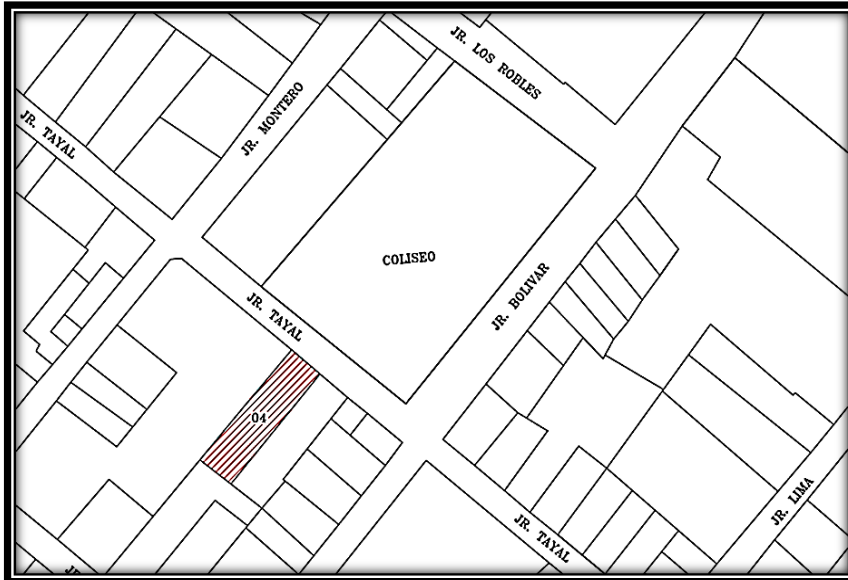 JR. LOS ROBLES
JR. MONTERO
JR. TAYAL
COLISEO
JR. BOLIVAR
JR. TAYAL
04
JR. LIMA
JR. TAYAL